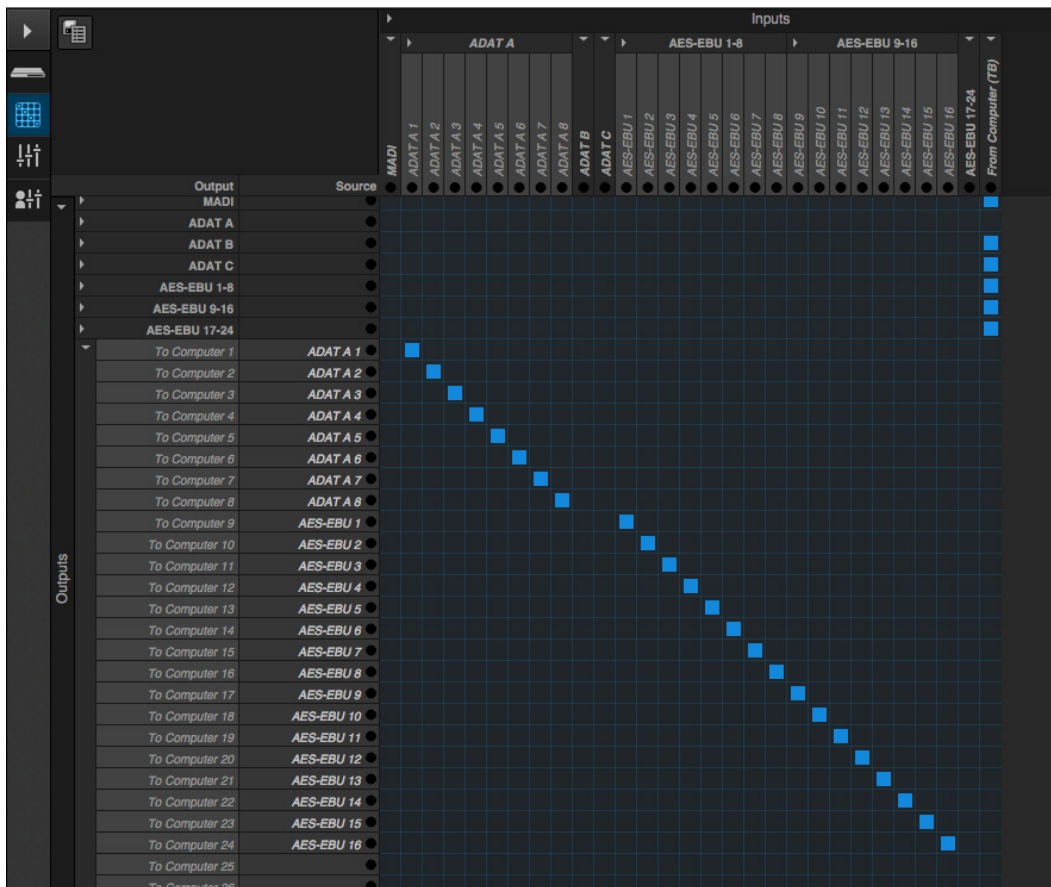 Inputs
ADAT A
AES-EBU 1-8
AES-EBU 9-16
MADI
ADAT A 1
ADAT A 2
ADAT A 3
ADAT A 4
ADAT A 5
ADAT A 6
ADAT A 7
ADAT A 8
ADAT B
ADAT C
AES-EBU 1
AES-EBU 2
AES-EBU 3
AES-EBU 4
AES-EBU 5
AES-EBU 6
AES-EBU 7
AES-EBU 8
AES-EBU 9
AES-EBU 10
AES-EBU 11
AES-EBU 12
AES-EBU 13
AES-EBU 14
AES-EBU 15
AES-EBU 16
AES-EBU 17-24
From Computer (TB)
Output Source
MADI
ADAT A
ADAT B
ADAT C
AES-EBU 1-8
AES-EBU 9-16
AES-EBU 17-24
Outputs
To Computer 1 ADAT A 1
To Computer 2 ADAT A 2
To Computer 3 ADAT A 3
To Computer 4 ADAT A 4
To Computer 5 ADAT A 5
To Computer 6 ADAT A 6
To Computer 7 ADAT A 7
To Computer 8 ADAT A 8
To Computer 9 AES-EBU 1
To Computer 10 AES-EBU 2
To Computer 11 AES-EBU 3
To Computer 12 AES-EBU 4
To Computer 13 AES-EBU 5
To Computer 14 AES-EBU 6
To Computer 15 AES-EBU 7
To Computer 16 AES-EBU 8
To Computer 17 AES-EBU 9
To Computer 18 AES-EBU 10
To Computer 19 AES-EBU 11
To Computer 20 AES-EBU 12
To Computer 21 AES-EBU 13
To Computer 22 AES-EBU 14
To Computer 23 AES-EBU 15
To Computer 24 AES-EBU 16
To Computer 25